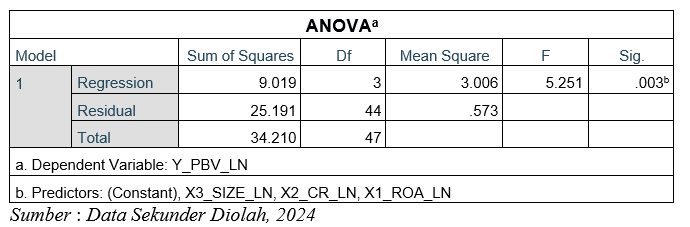 ANOVAᵃ
Model Sum of Squares Df Mean Square F Sig.
1 Regression 9.019 3 3.006 5.251 .003ᵇ
Residual 25.191 44 .573
Total 34.210 47
a. Dependent Variable: Y_PBV_LN
b. Predictors: (Constant), X3_SIZE_LN, X2_CR_LN, X1_ROA_LN
Sumber : Data Sekunder Diolah, 2024